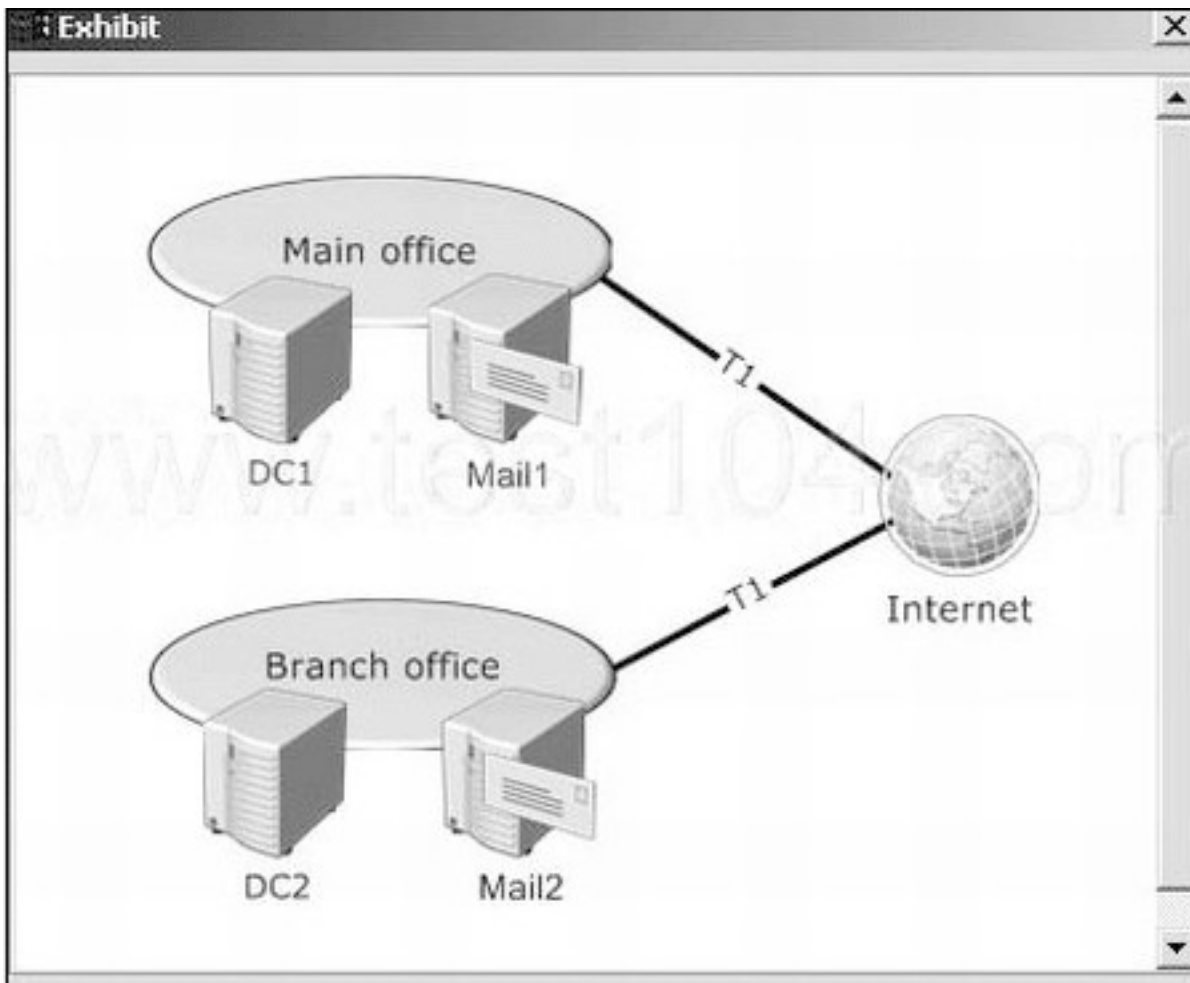 Exhibit
Main office
DC1
Mail1
T1
www.test104.com
Internet
T1
Branch office
DC2
Mail2